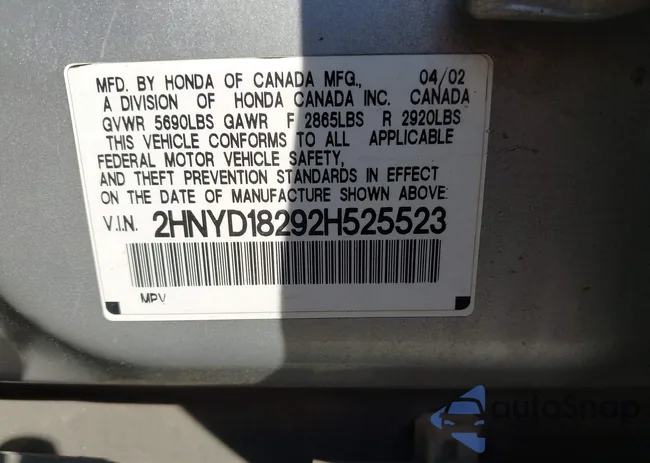 MFD. BY HONDA OF CANADA MFG., 04/02
A DIVISION OF HONDA CANADA INC. CANADA
GVWR 5690LBS GAWR F 2865LBS R 2920LBS
THIS VEHICLE CONFORMS TO ALL APPLICABLE
FEDERAL MOTOR VEHICLE SAFETY,
AND THEFT PREVENTION STANDARDS IN EFFECT
ON THE DATE OF MANUFACTURE SHOWN ABOVE.
V.I.N. 2HNYD18292H525523
MPV
autoSnap